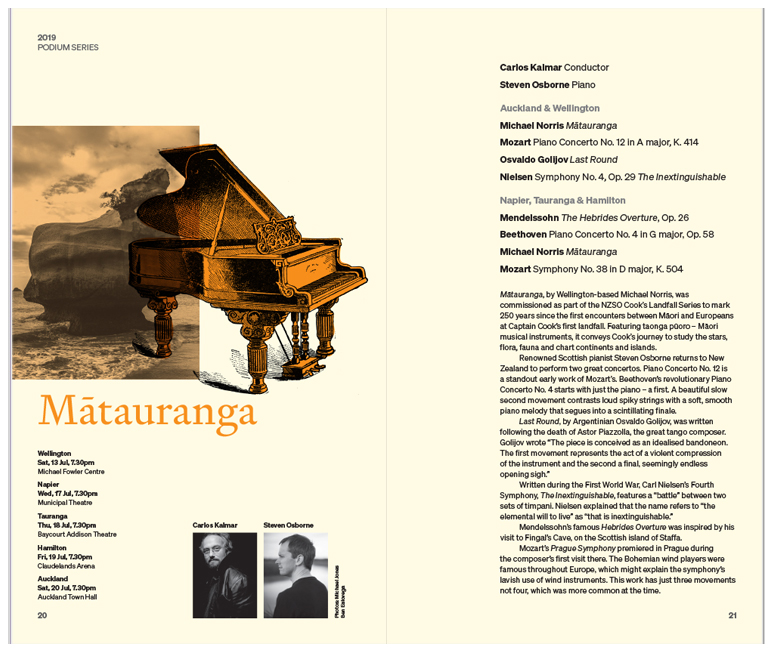 2019
PODIUM SERIES
Mātauranga
Wellington
Sat, 13 Jul, 7.30pm
Michael Fowler Centre
Napier
Wed, 17 Jul, 7.30pm
Municipal Theatre
Tauranga
Thu, 18 Jul, 7.30pm
Baycourt Addison Theatre
Hamilton
Fri, 19 Jul, 7.30pm
Claudelands Arena
Auckland
Sat, 20 Jul, 7.30pm
Auckland Town Hall
Carlos Kalmar
Steven Osborne
Photos: Michael Jones
Ben Ealovega
20
Carlos Kalmar Conductor
Steven Osborne Piano
Auckland & Wellington
Michael Norris Mātauranga
Mozart Piano Concerto No. 12 in A major, K. 414
Osvaldo Golijov Last Round
Nielsen Symphony No. 4, Op. 29 The Inextinguishable
Napier, Tauranga & Hamilton
Mendelssohn The Hebrides Overture, Op. 26
Beethoven Piano Concerto No. 4 in G major, Op. 58
Michael Norris Mātauranga
Mozart Symphony No. 38 in D major, K. 504
Mātauranga, by Wellington-based Michael Norris, was
commissioned as part of the NZSO Cook's Landfall Series to mark
250 years since the first encounters between Māori and Europeans
at Captain Cook's first landfall. Featuring taonga pūoro – Māori
musical instruments, it conveys Cook's journey to study the stars,
flora, fauna and chart continents and islands.
Renowned Scottish pianist Steven Osborne returns to New
Zealand to perform two great concertos. Piano Concerto No. 12 is
a standout early work of Mozart's. Beethoven's revolutionary Piano
Concerto No. 4 starts with just the piano – a first. A beautiful slow
second movement contrasts loud spiky strings with a soft, smooth
piano melody that segues into a scintillating finale.
Last Round, by Argentinian Osvaldo Golijov, was written
following the death of Astor Piazzolla, the great tango composer.
Golijov wrote "The piece is conceived as an idealised bandoneon.
The first movement represents the act of a violent compression
of the instrument and the second a final, seemingly endless
opening sigh."
Written during the First World War, Carl Nielsen's Fourth
Symphony, The Inextinguishable, features a "battle" between two
sets of timpani. Nielsen explained that the name refers to "the
elemental will to live" as "that is inextinguishable."
Mendelssohn's famous Hebrides Overture was inspired by his
visit to Fingal's Cave, on the Scottish island of Staffa.
Mozart's Prague Symphony premiered in Prague during
the composer's first visit there. The Bohemian wind players were
famous throughout Europe, which might explain the symphony's
lavish use of wind instruments. This work has just three movements
not four, which was more common at the time.
21